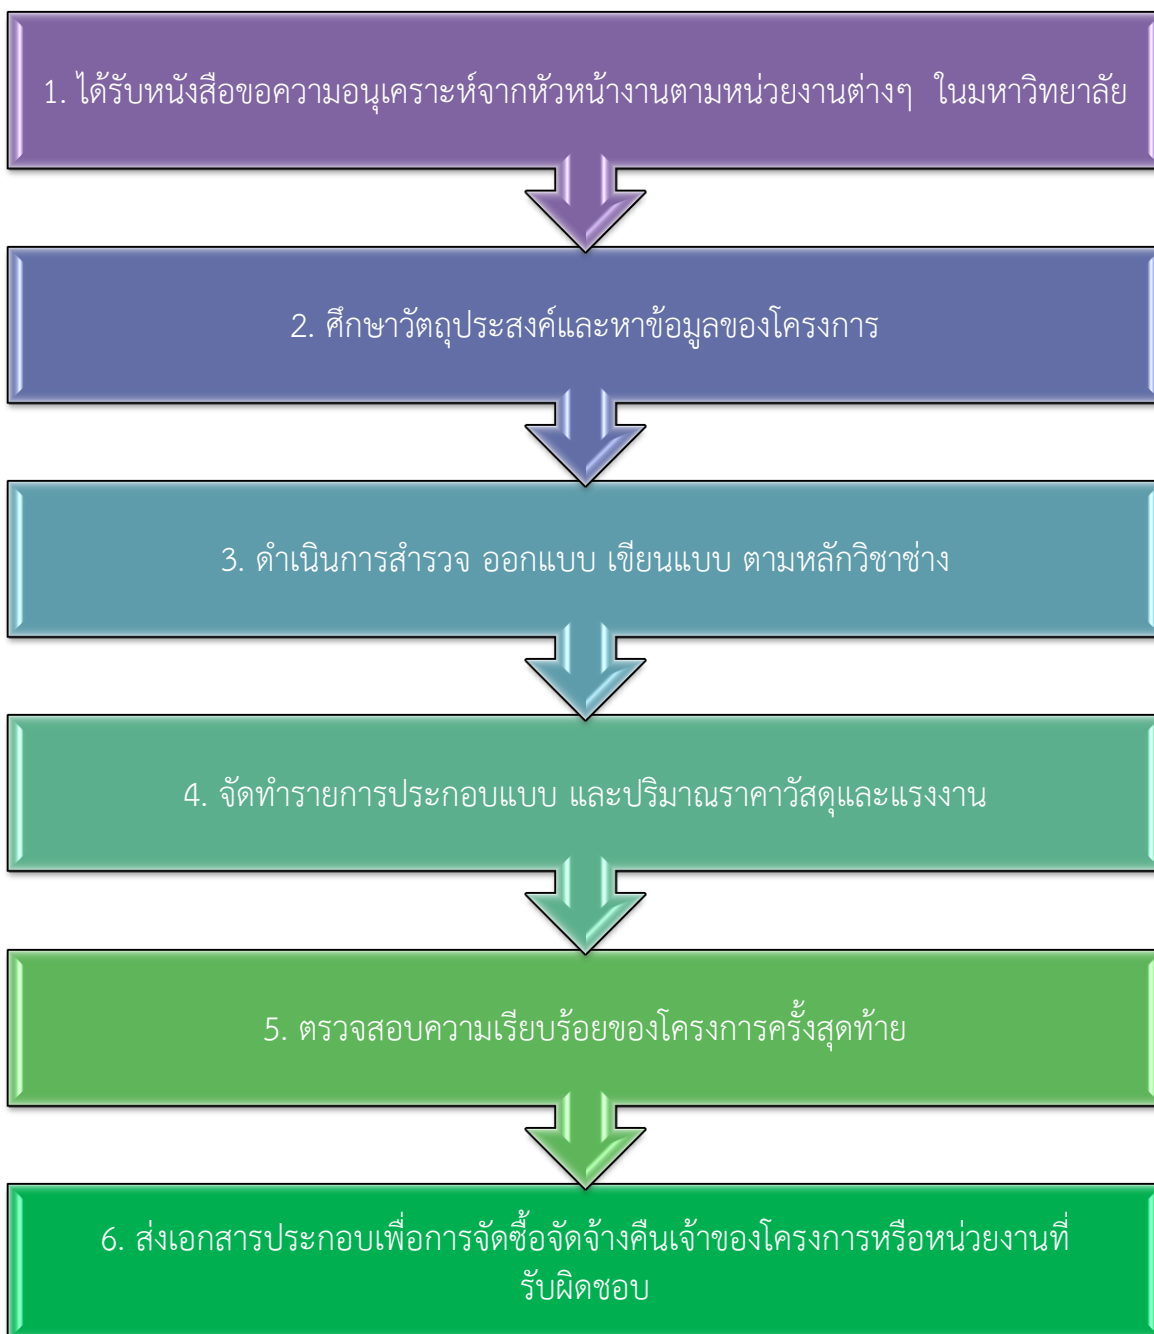 1. ได้รับหนังสือขอความอนุเคราะห์จากหัวหน้างานตามหน่วยงานต่างๆ ในมหาวิทยาลัย
2. ศึกษาวัตถุประสงค์และหาข้อมูลของโครงการ
3. ดำเนินการสำรวจ ออกแบบ เขียนแบบ ตามหลักวิชาช่าง
4. จัดทำรายการประกอบแบบ และปริมาณราคาวัสดุและแรงงาน
5. ตรวจสอบความเรียบร้อยของโครงการครั้งสุดท้าย
6. ส่งเอกสารประกอบเพื่อการจัดซื้อจัดจ้างคืนเจ้าของโครงการหรือหน่วยงานที่
รับผิดชอบ